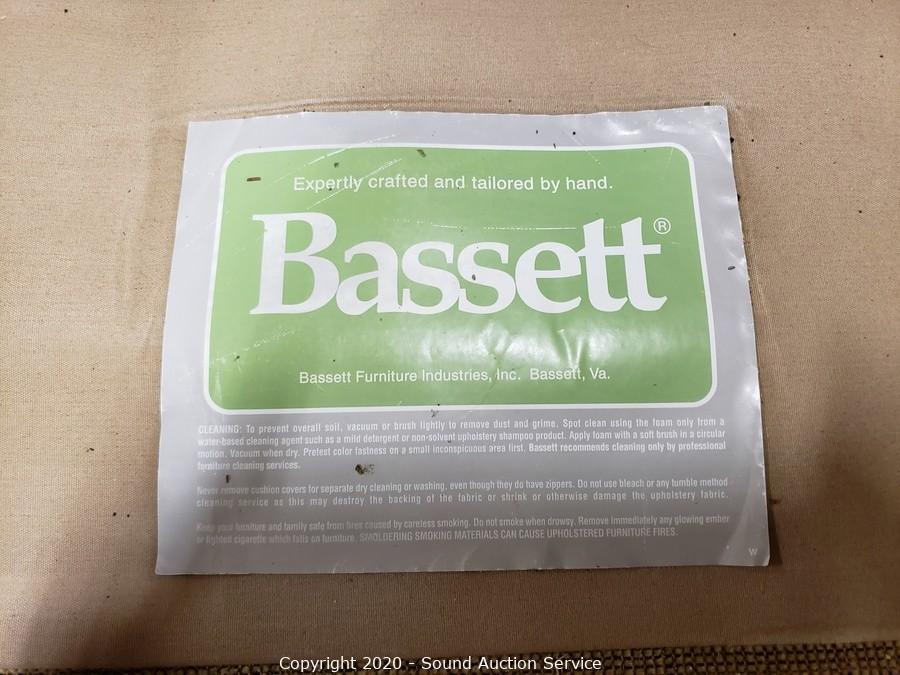 Expertly crafted and tailored by hand.
Bassett®
Bassett Furniture Industries, Inc. Bassett, Va.
CLEANING: To prevent overall soil, vacuum or brush lightly to remove dust and grime. Spot clean using the foam only from a
water-based cleaning agent such as a mild detergent or non-solvent upholstery shampoo product. Apply foam with a soft brush in a circular
motion. Vacuum when dry. Pretest color fastness on a small inconspicuous area first. Bassett recommends cleaning only by professional
furniture cleaning services.
Never remove cushion covers for separate dry cleaning or washing, even though they do have zippers. Do not use bleach or any tumble method
cleaning service as this may destroy the backing of the fabric or shrink or otherwise damage the upholstery fabric.
Keep your furniture and family safe from fires caused by careless smoking. Do not smoke when drowsy. Remove immediately any glowing ember
or lighted cigarette which falls on furniture. SMOLDERING SMOKING MATERIALS CAN CAUSE UPHOLSTERED FURNITURE FIRES.
W
Copyright 2020 - Sound Auction Service